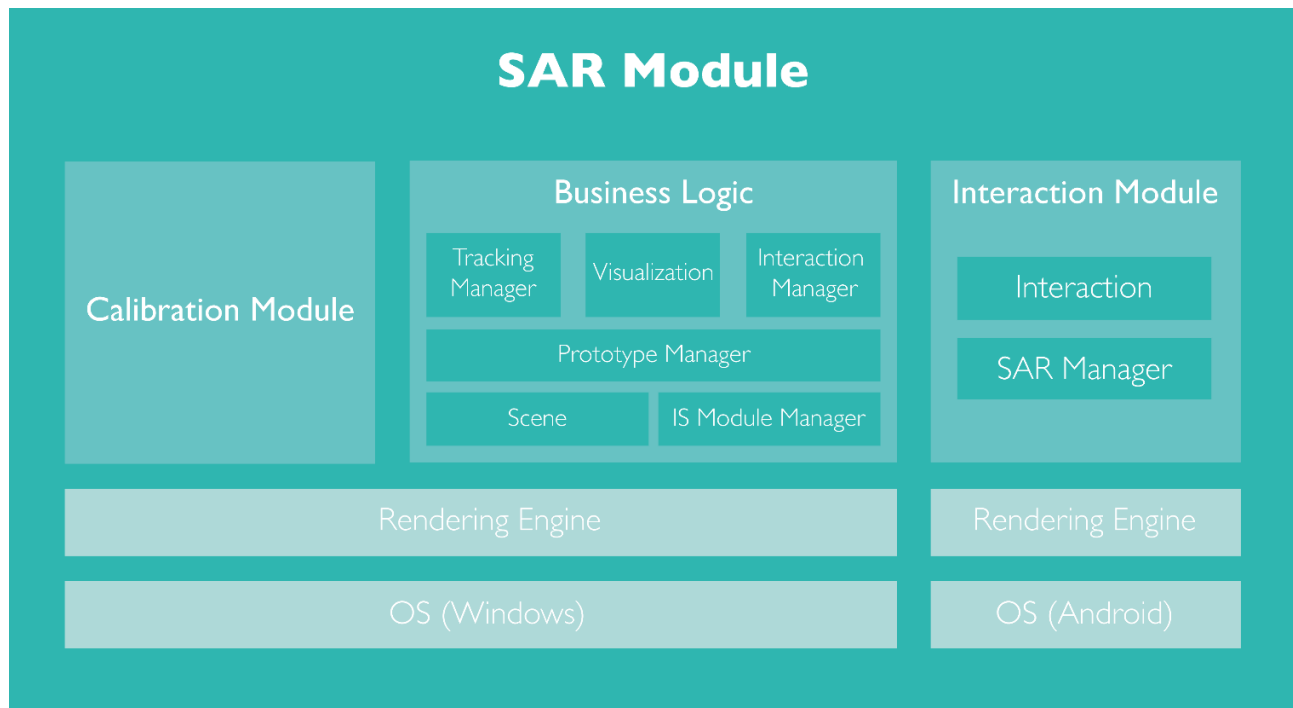 SAR Module
Calibration Module
Business Logic
Tracking
Manager
Visualization
Interaction
Manager
Prototype Manager
Scene
IS Module Manager
Interaction Module
Interaction
SAR Manager
Rendering Engine
Rendering Engine
OS (Windows)
OS (Android)